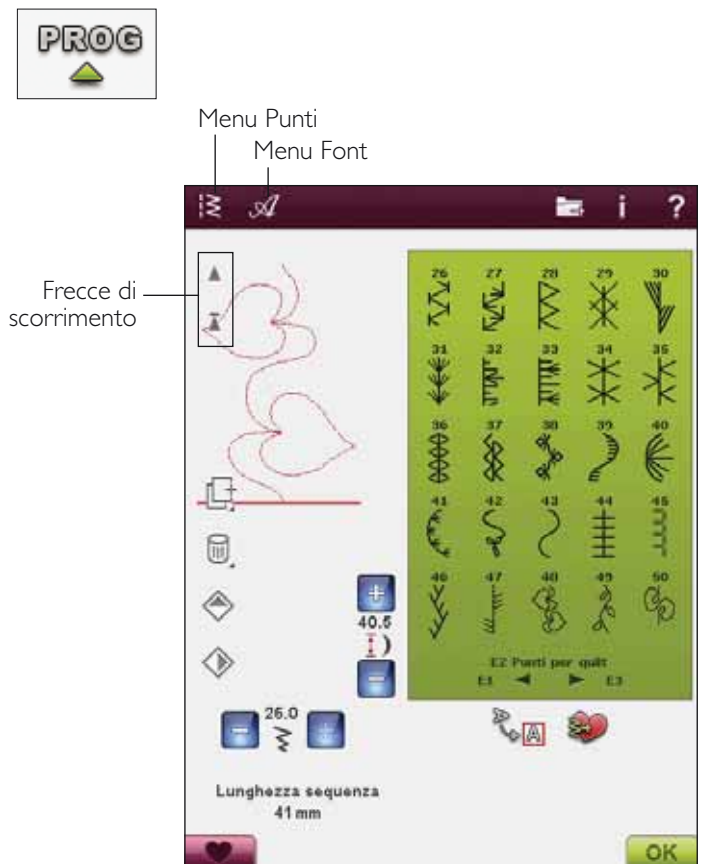 PROG
Menu Punti
Menu Font
i ?
Frecce di
scorrimento
26 27 28 29 30
31 32 33 34 35
36 37 38 39 40
41 42 43 44 45
46 47 48 49 50
E2 Punti per quilt
E1 E3
40.5
26.0
A
Lunghezza sequenza
41 mm
OK